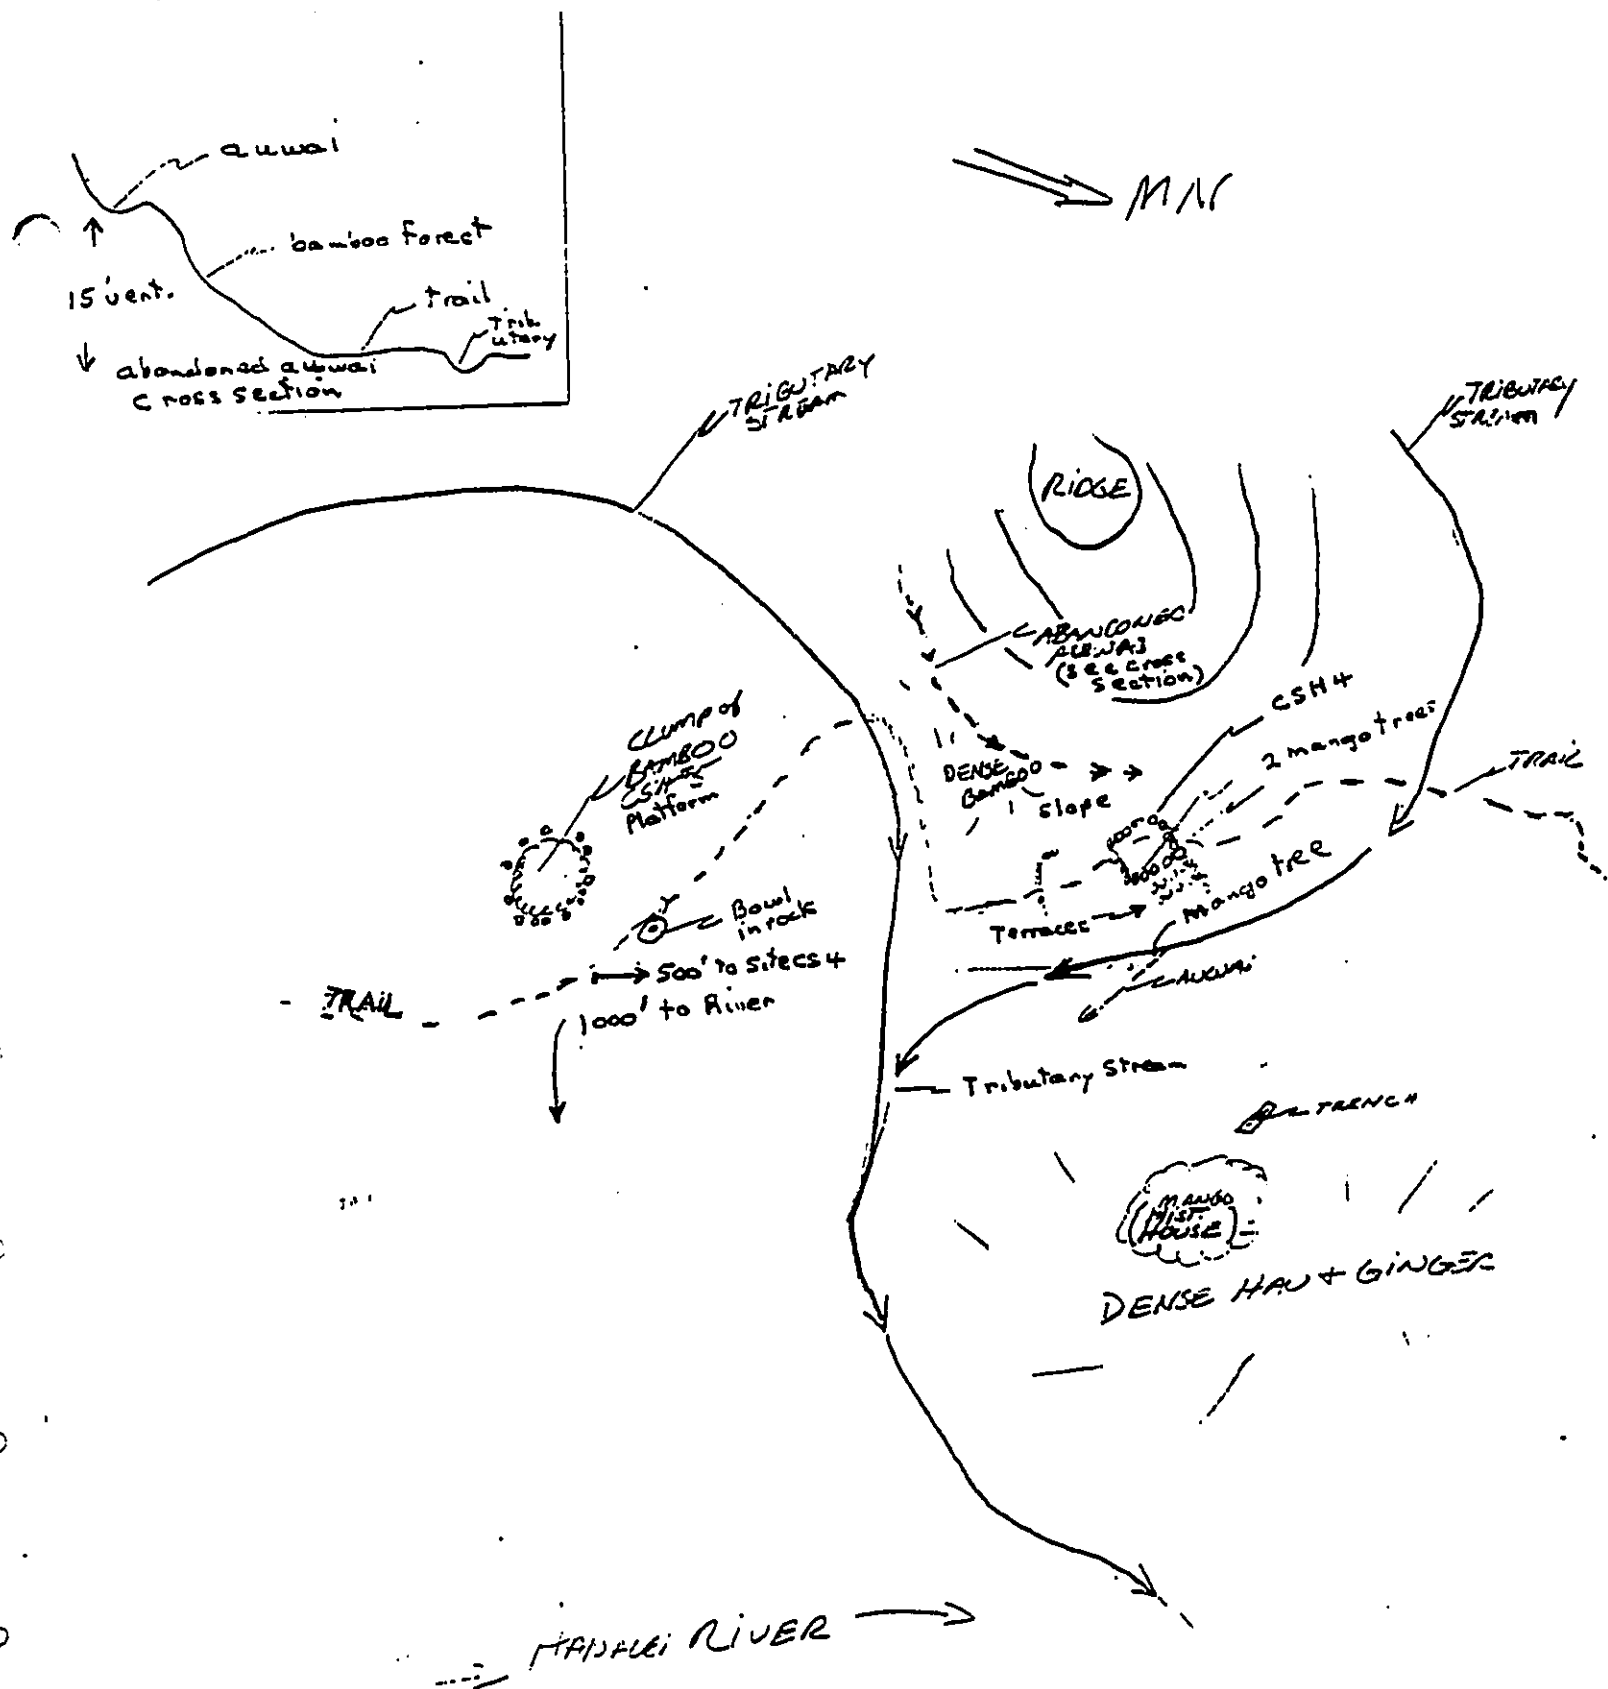 auwai
bamboo forest
15' vert.
trail
Trib
utary
abandoned auwai
cross section
MN
TRIBUTARY
STREAM
TRIBUTARY
STREAM
RIDGE
ABANDONED
AUWAI
(see cross
section)
CSH 4
2 mango trees
TRAIL
CLUMP of
BAMBOO
Platform
DENSE
BAMBOO
Slope
mango tree
Terraces
Bowl
in rock
500' to Site CS4
1000' to River
TRAIL
AUWAI
Tributary Stream
TRENCH
MANGO
HIST.
(HOUSE)
DENSE HAU + GINGER
HANALEI RIVER